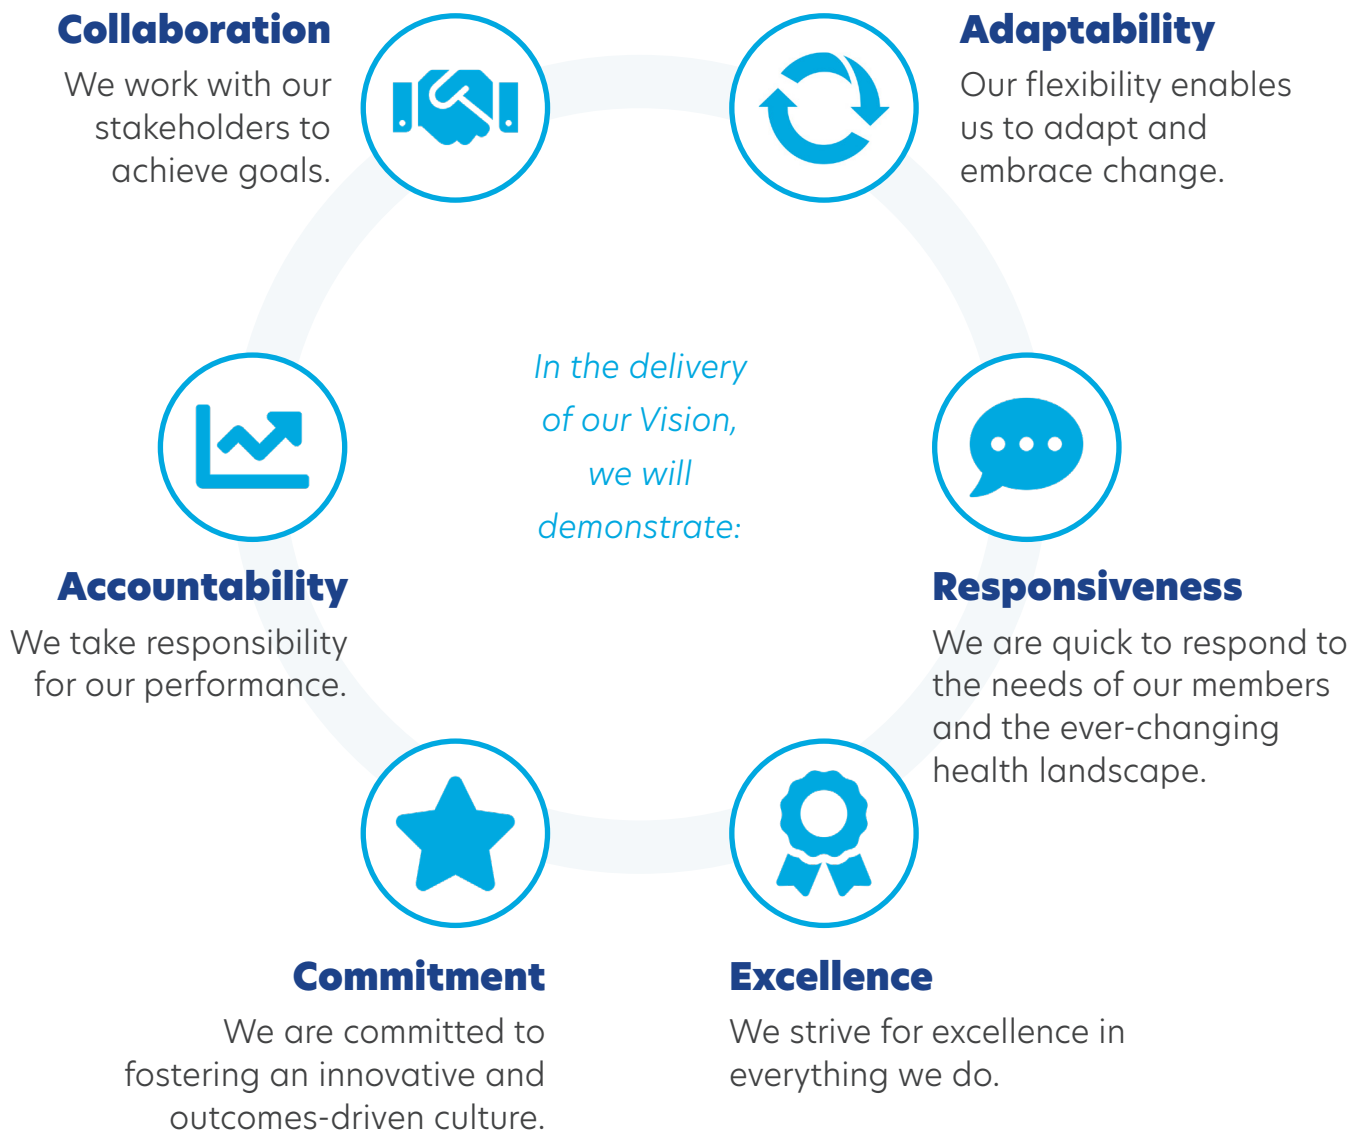 Collaboration
We work with our
stakeholders to
achieve goals.
Adaptability
Our flexibility enables
us to adapt and
embrace change.
In the delivery
of our Vision,
we will
demonstrate:
Accountability
We take responsibility
for our performance.
Responsiveness
We are quick to respond to
the needs of our members
and the ever-changing
health landscape.
Commitment
We are committed to
fostering an innovative and
outcomes-driven culture.
Excellence
We strive for excellence in
everything we do.